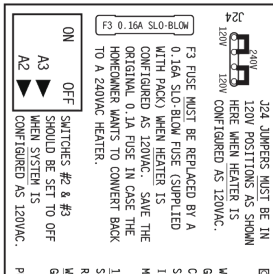 J24
240V
120V
120V
J24 JUMPERS MUST BE IN
120V POSITIONS AS SHOWN
HERE WHEN HEATER IS
CONFIGURED AS 120VAC.
F3 0.16A SLO-BLOW
F3 FUSE MUST BE REPLACED BY A
0.16A SLO-BLOW FUSE (SUPPLIED
WITH PACK) WHEN HEATER IS
CONFIGURED AS 120VAC. SAVE THE
ORIGINAL 0.1A FUSE IN CASE THE
HOMEOWNER WANTS TO CONVERT BACK
TO A 240VAC HEATER.
ON OFF
A3
A2
SWITCHES #2 & #3
SHOULD BE SET TO OFF
WHEN SYSTEM IS
CONFIGURED AS 120VAC.